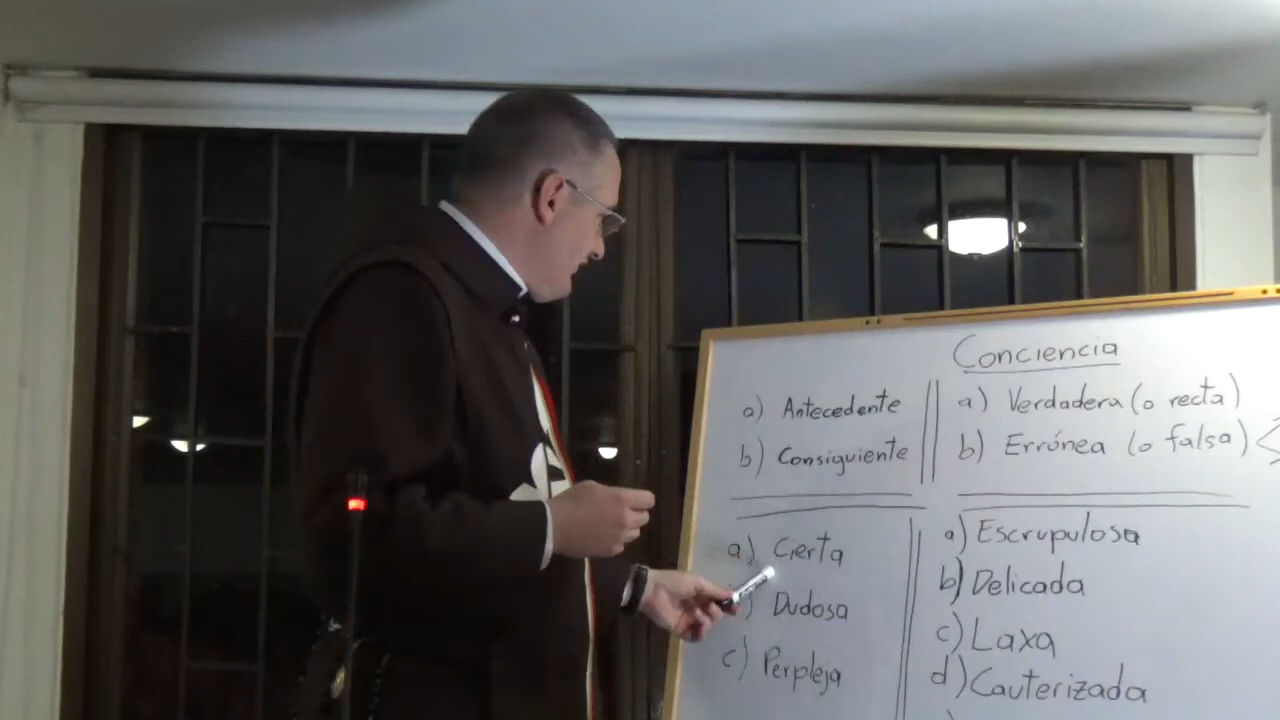 Conciencia
a) Antecedente
b) Consiguiente
a) Verdadera (o recta)
b) Errónea (o falsa)
a) Cierta
b) Dudosa
c) Perpleja
a) Escrupulosa
b) Delicada
c) Laxa
d) Cauterizada